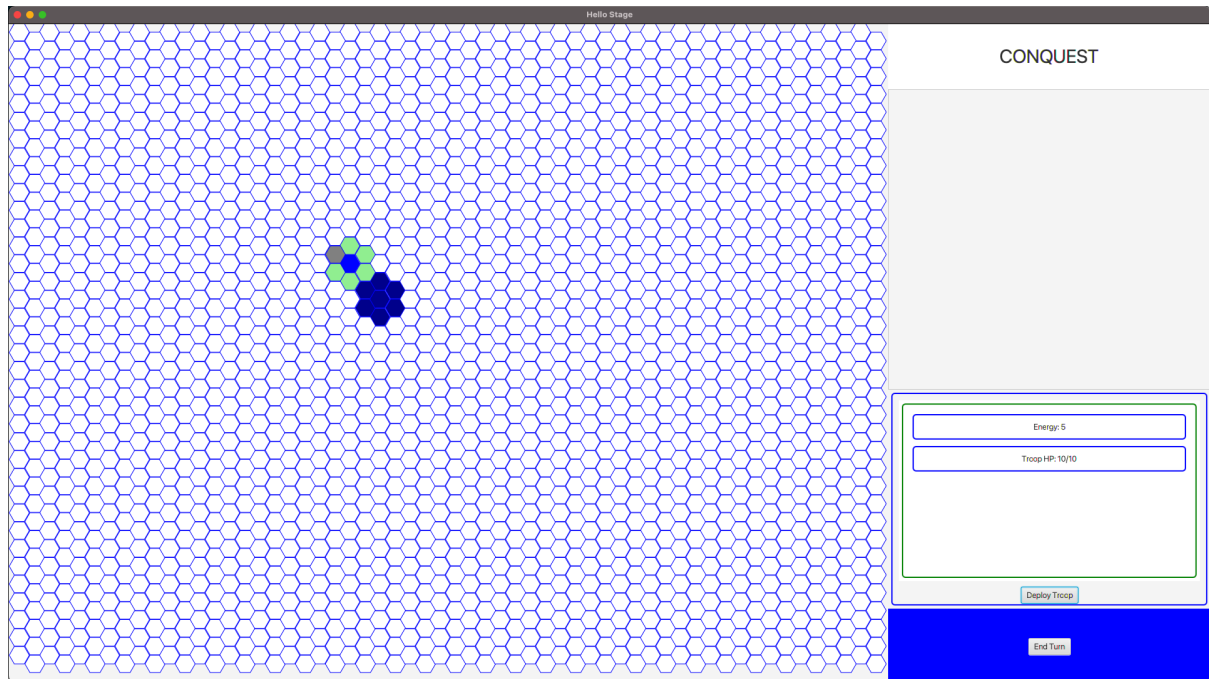 Hello Stage
CONQUEST
Energy: 5
Troop HP: 10/10
Deploy Troop
End Turn